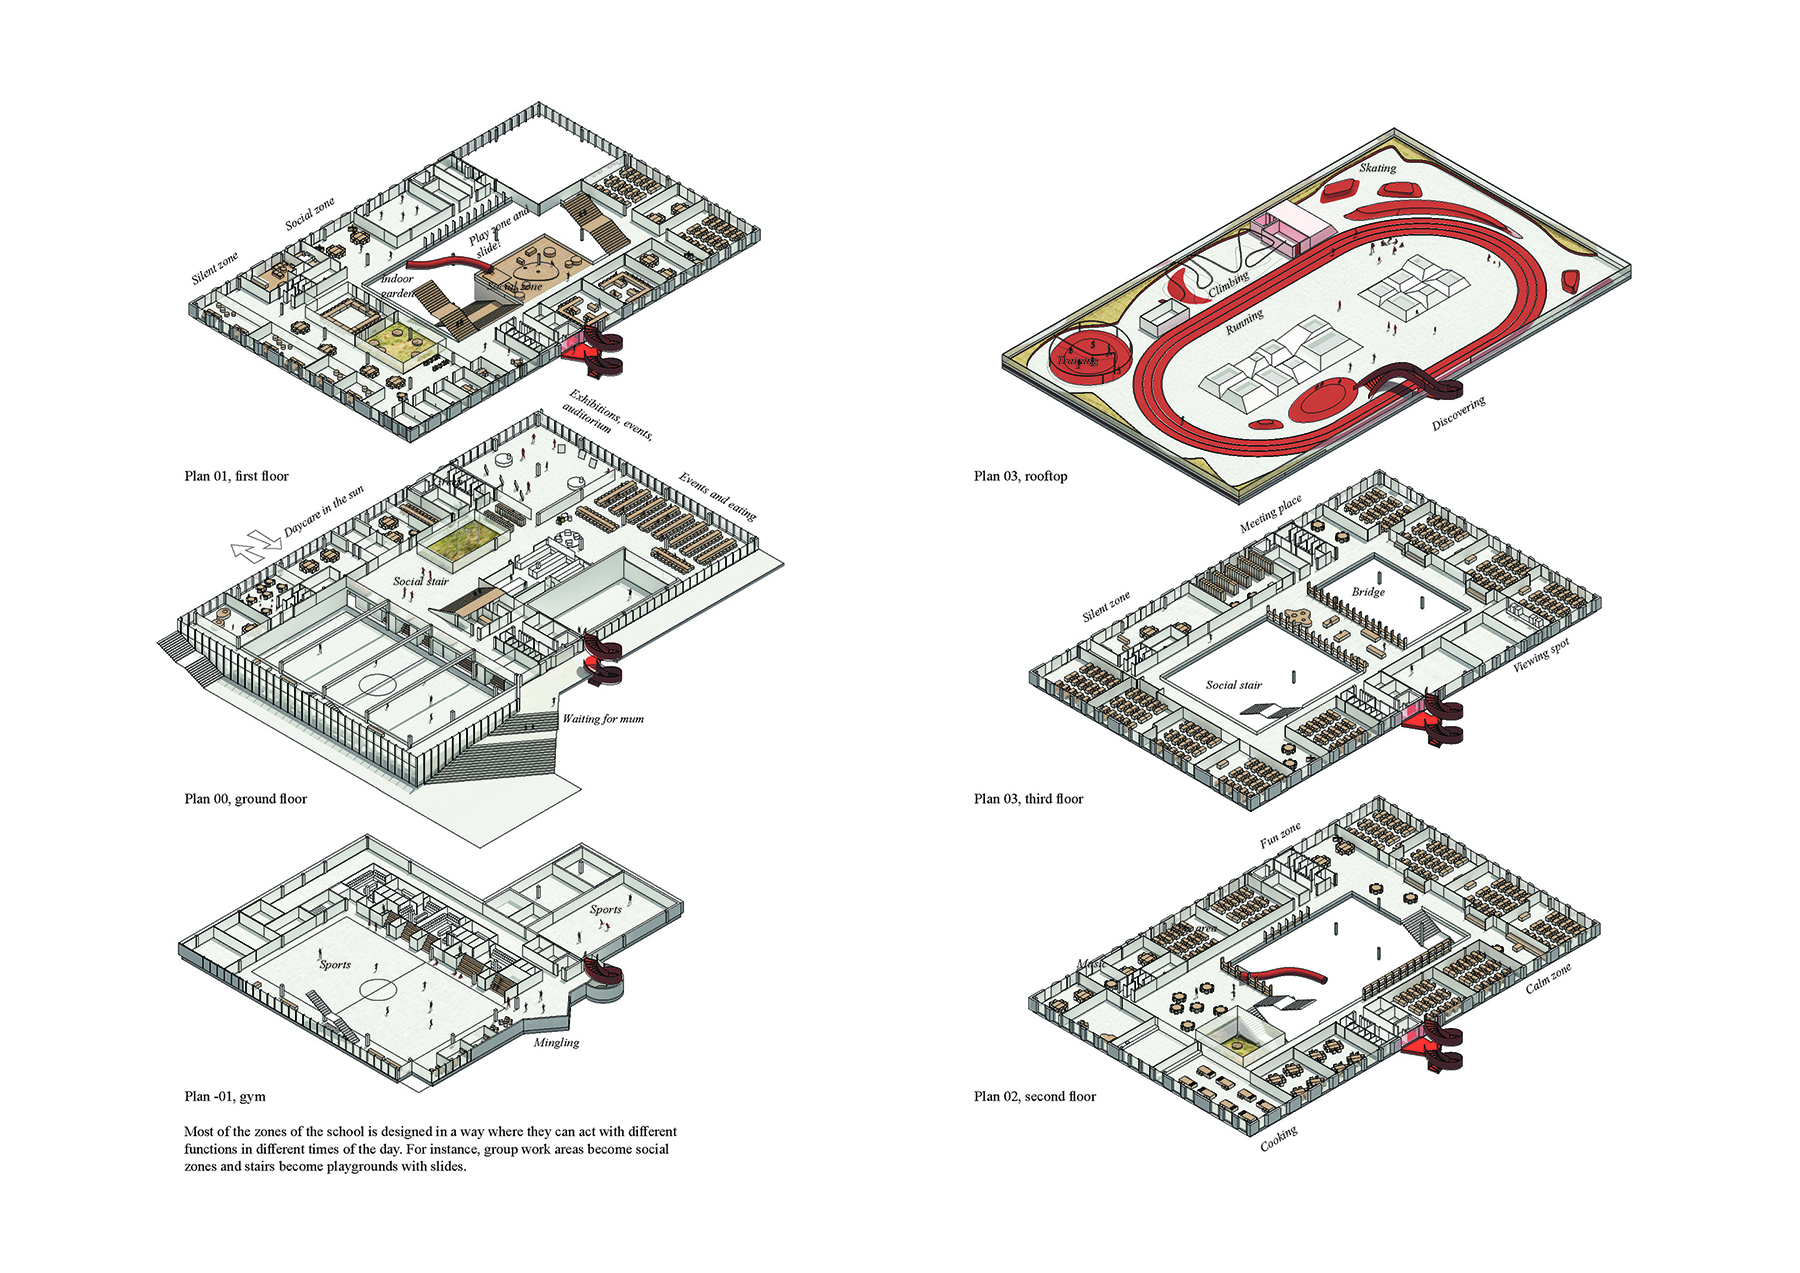 Social zone
Silent zone
Play zone and
slide!
Indoor
garden
Social zone
Plan 01, first floor
Exhibitions, events,
auditorium
Events and eating
Daycare in the sun
Social stair
Waiting for mum
Plan 00, ground floor
Sports
Sports
Mingling
Plan -01, gym
Most of the zones of the school is designed in a way where they can act with different
functions in different times of the day. For instance, group work areas become social
zones and stairs become playgrounds with slides.
Skating
Climbing
Running
Discovering
Plan 03, rooftop
Meeting place
Silent zone
Bridge
Social stair
Viewing spot
Plan 03, third floor
Fun zone
area
Music
Calm zone
Cooking
Plan 02, second floor